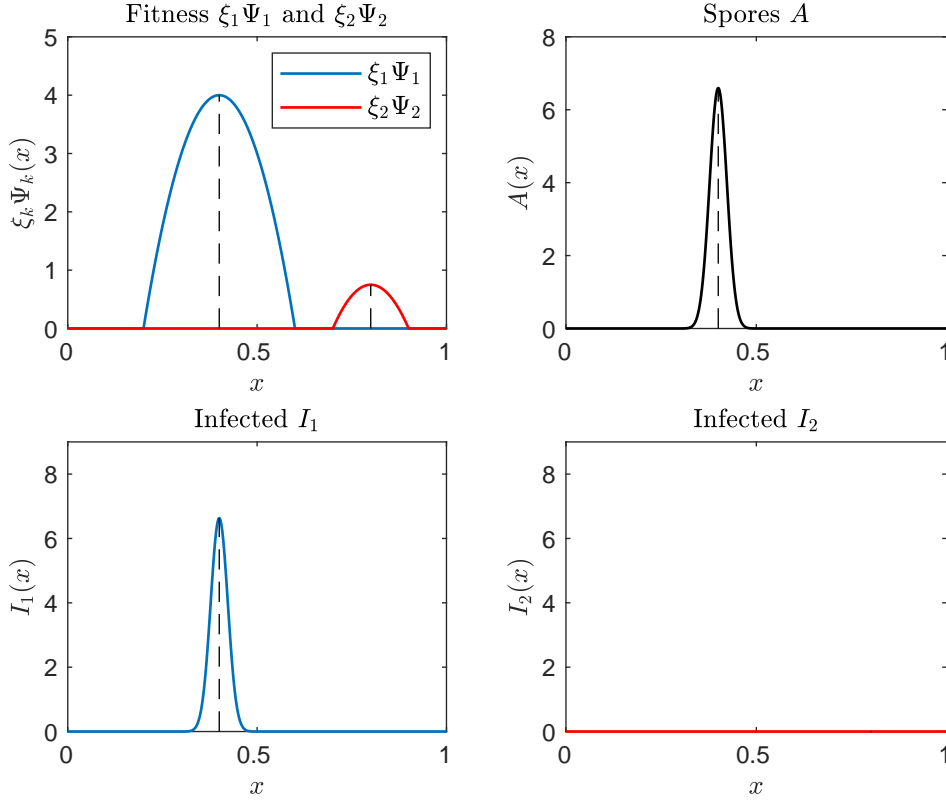 Fitness ξ₁Ψ₁ and ξ₂Ψ₂
5
4
3
2
1
0
ξₖΨₖ(x)
ξ₁Ψ₁
ξ₂Ψ₂
0 0.5 1
x
Spores A
8
6
4
2
0
A(x)
0 0.5 1
x
Infected I₁
8
6
4
2
0
I₁(x)
0 0.5 1
x
Infected I₂
8
6
4
2
0
I₂(x)
0 0.5 1
x